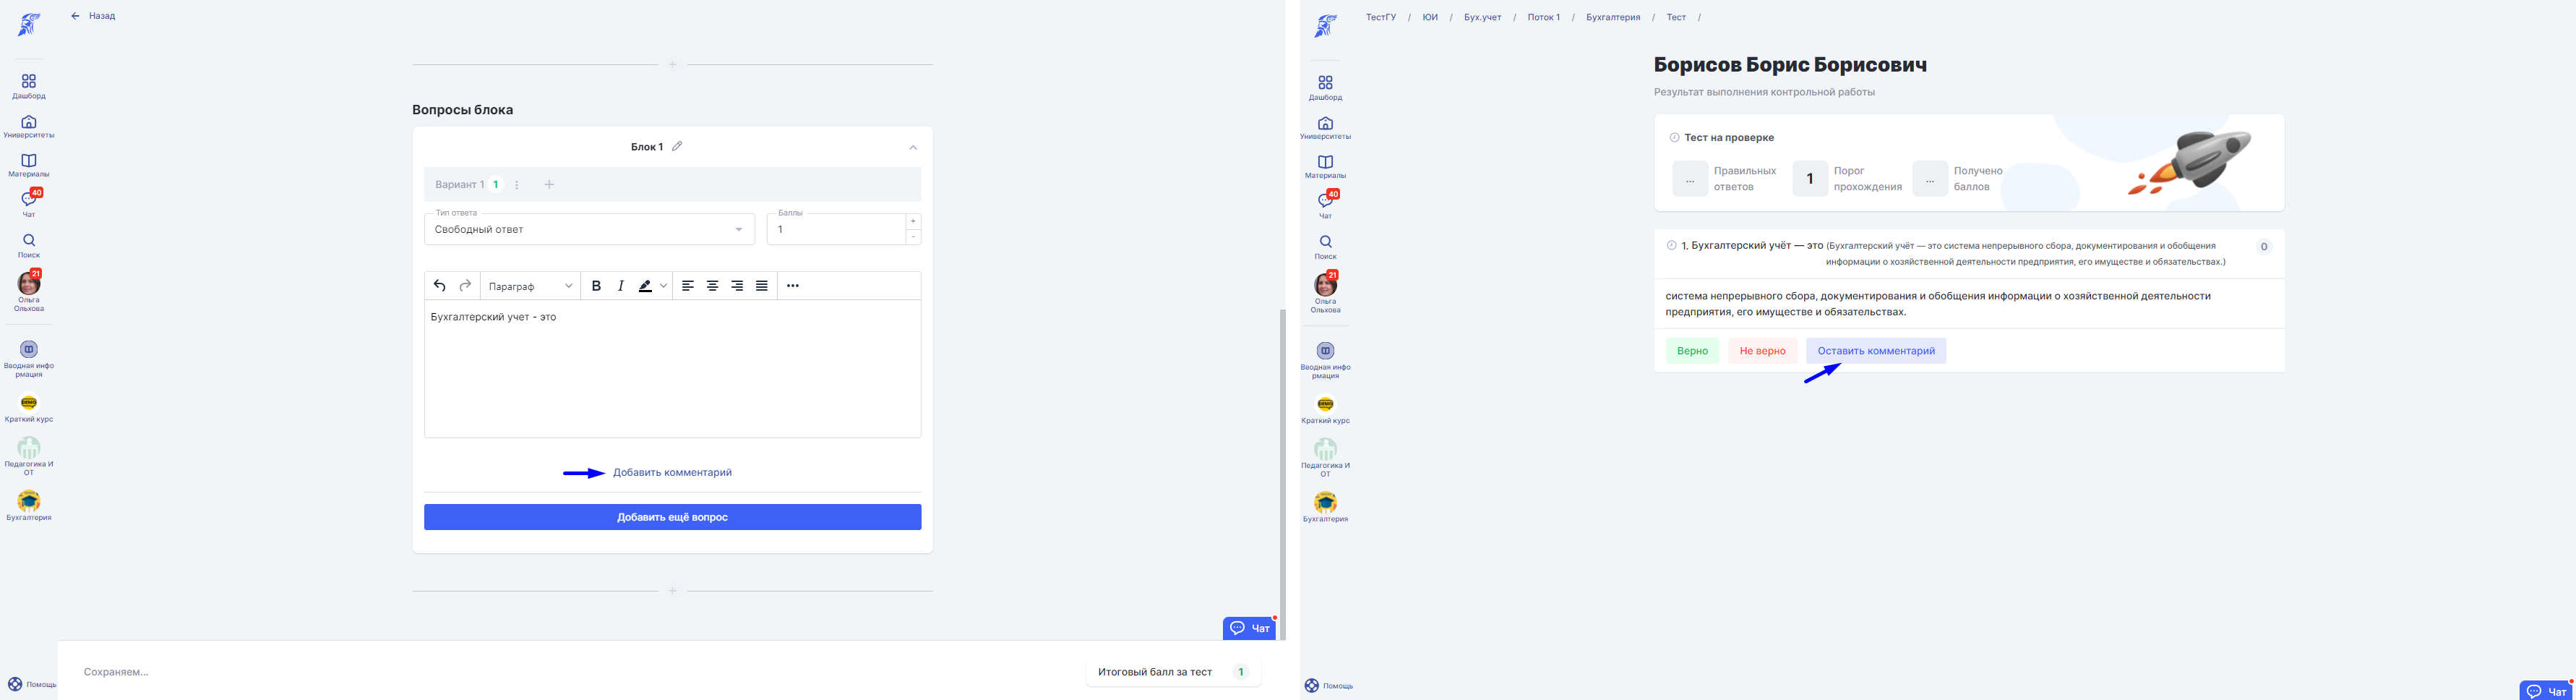 Назад
Дашборд
Университеты
Материалы
40
Чат
Поиск
21
Ольга
Ольхова
Вводная инфо
рмация
Краткий курс
Педагогика И
ОТ
Бухгалтерия
Помощь
Вопросы блока
Блок 1
Вариант 1 1
Тип ответа
Свободный ответ
Баллы
1
+
-
Параграф
B I
Бухгалтерский учет - это
Добавить комментарий
Добавить ещё вопрос
Чат
Сохраняем...
Итоговый балл за тест 1
ТестГУ / ЮИ / Бух.учет / Поток 1 / Бухгалтерия / Тест /
Дашборд
Университеты
Материалы
40
Чат
Поиск
21
Ольга
Ольхова
Вводная инфо
рмация
Краткий курс
Педагогика И
ОТ
Бухгалтерия
Помощь
Борисов Борис Борисович
Результат выполнения контрольной работы
Тест на проверке
... Правильных
ответов
1 Порог
прохождения
... Получено
баллов
1. Бухгалтерский учёт — это (Бухгалтерский учёт — это система непрерывного сбора, документирования и обобщения
информации о хозяйственной деятельности предприятия, его имуществе и обязательствах.)
0
система непрерывного сбора, документирования и обобщения информации о хозяйственной деятельности
предприятия, его имуществе и обязательствах.
Верно Не верно Оставить комментарий
Чат